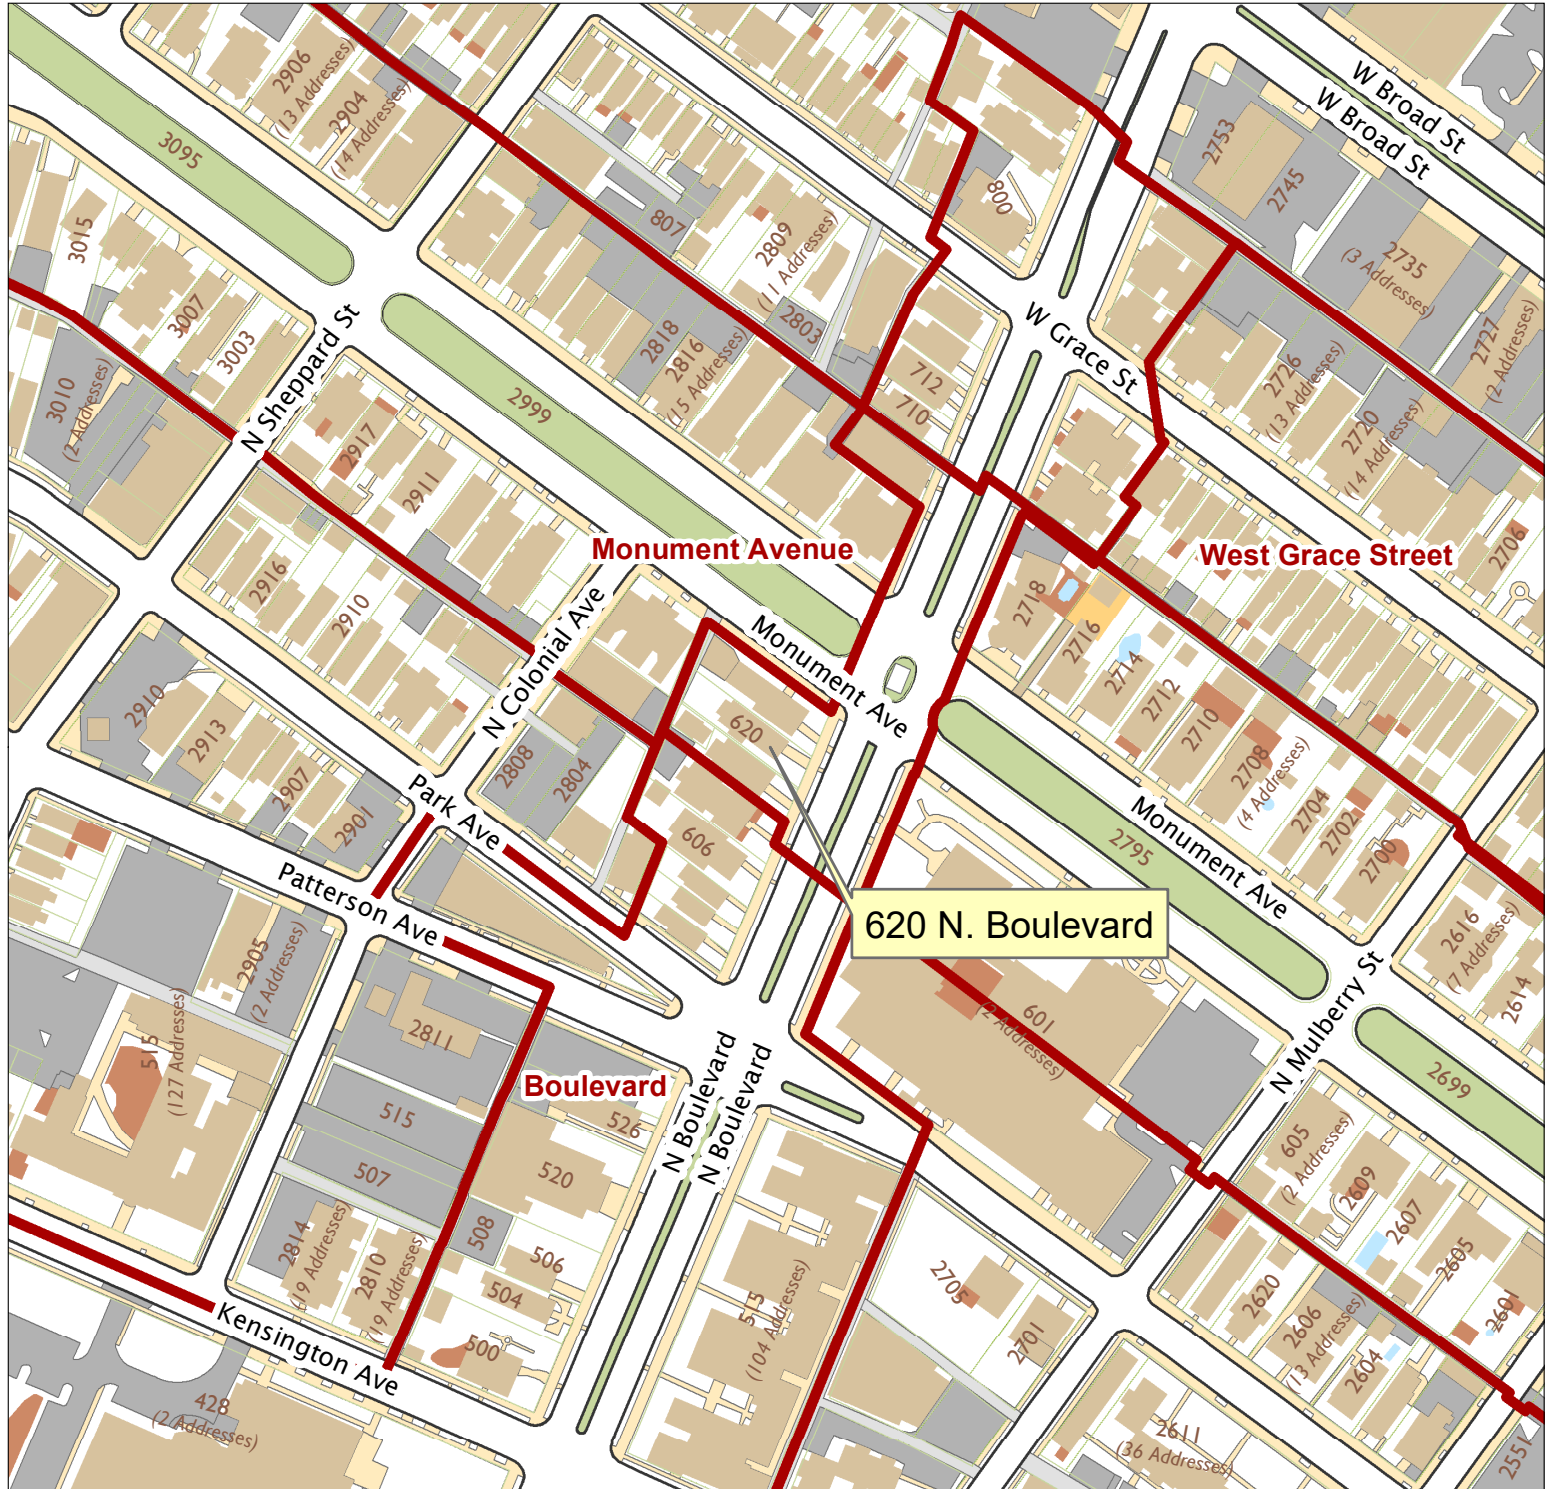 2906
(13 Addresses)
2904
(14 Addresses)
W Broad St
W Broad St
2753
2745
3095
800
3015
807
2809
(11 Addresses)
2735
(3 Addresses)
3007
3003
2803
2727
(2 Addresses)
N Sheppard St
2818
2816
(15 Addresses)
W Grace St
712
710
2726
(13 Addresses)
2720
(14 Addresses)
3010
(2 Addresses)
2999
2917
2911
Monument Avenue
West Grace Street
2706
2916
2910
N Colonial Ave
Monument Ave
2718
2716
2714
2712
2710
2708
(4 Addresses)
2704
2702
2700
2910
2913
2907
2901
2808
2804
620
606
Park Ave
Patterson Ave
2795
Monument Ave
620 N. Boulevard
2616
(7 Addresses)
2614
2905
(2 Addresses)
515
(127 Addresses)
2811
601
(2 Addresses)
N Mulberry St
2699
Boulevard
N Boulevard
N Boulevard
515
526
507
520
605
(2 Addresses)
2609
2607
2605
2601
508
506
504
500
2814
(19 Addresses)
2810
(19 Addresses)
515
(104 Addresses)
2705
2701
2620
2606
(13 Addresses)
2604
Kensington Ave
428
(2 Addresses)
2611
(36 Addresses)
2551